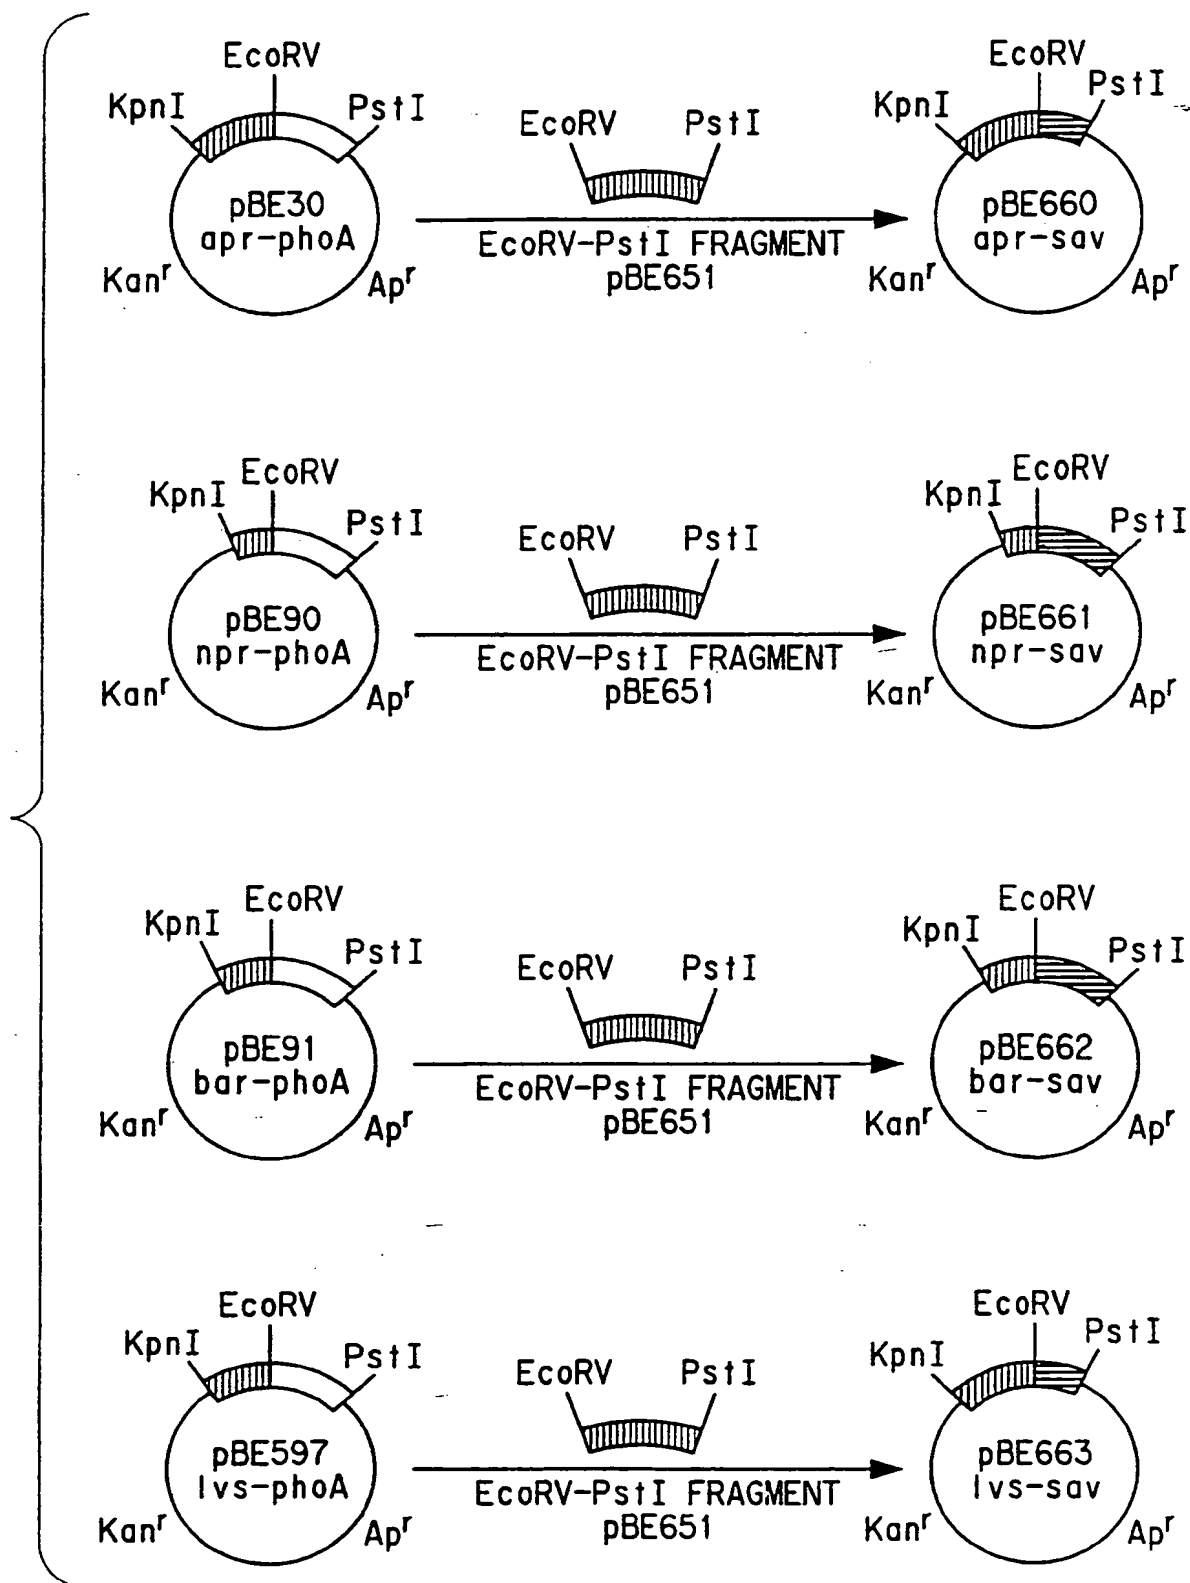 EcoRV
KpnI
PstI
pBE30
apr-phoA
Kanʳ
Apʳ
EcoRV
PstI
EcoRV-PstI FRAGMENT
pBE651
EcoRV
KpnI
PstI
pBE660
apr-sav
Kanʳ
Apʳ
EcoRV
KpnI
PstI
pBE90
npr-phoA
Kanʳ
Apʳ
EcoRV
PstI
EcoRV-PstI FRAGMENT
pBE651
EcoRV
KpnI
PstI
pBE661
npr-sav
Kanʳ
Apʳ
EcoRV
KpnI
PstI
pBE91
bar-phoA
Kanʳ
Apʳ
EcoRV
PstI
EcoRV-PstI FRAGMENT
pBE651
EcoRV
KpnI
PstI
pBE662
bar-sav
Kanʳ
Apʳ
EcoRV
KpnI
PstI
pBE597
lvs-phoA
Kanʳ
Apʳ
EcoRV
PstI
EcoRV-PstI FRAGMENT
pBE651
EcoRV
KpnI
PstI
pBE663
lvs-sav
Kanʳ
Apʳ